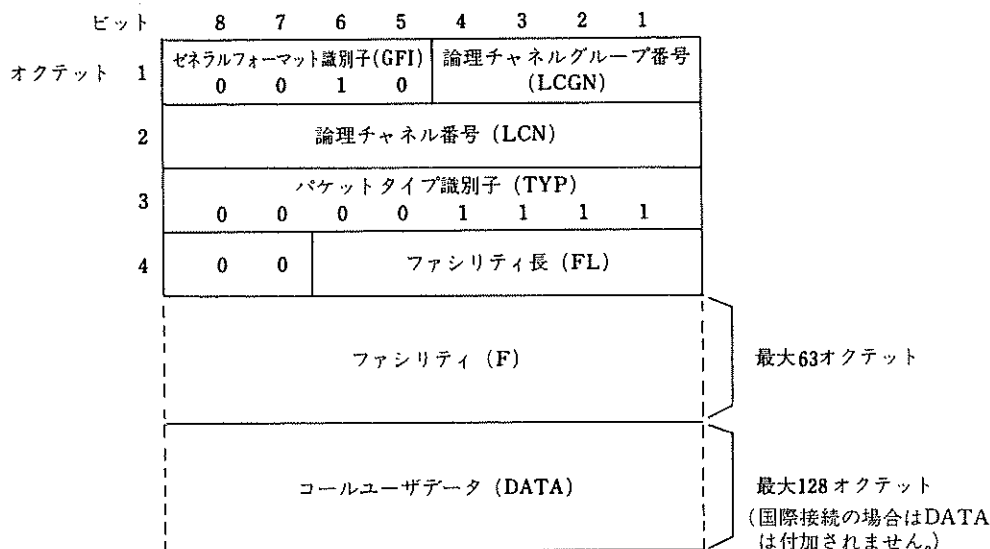 ビット 8 7 6 5 4 3 2 1
オクテット 1 ゼネラルフォーマット識別子(GFI) 論理チャネルグループ番号
0 0 1 0 (LCGN)
2 論理チャネル番号 (LCN)
パケットタイプ識別子 (TYP)
3
0 0 0 0 1 1 1 1
4 0 0 ファシリティ長 (FL)
ファシリティ (F) 最大63オクテット
コールユーザデータ (DATA) 最大128オクテット
(国際接続の場合はDATA
は付加されません。)